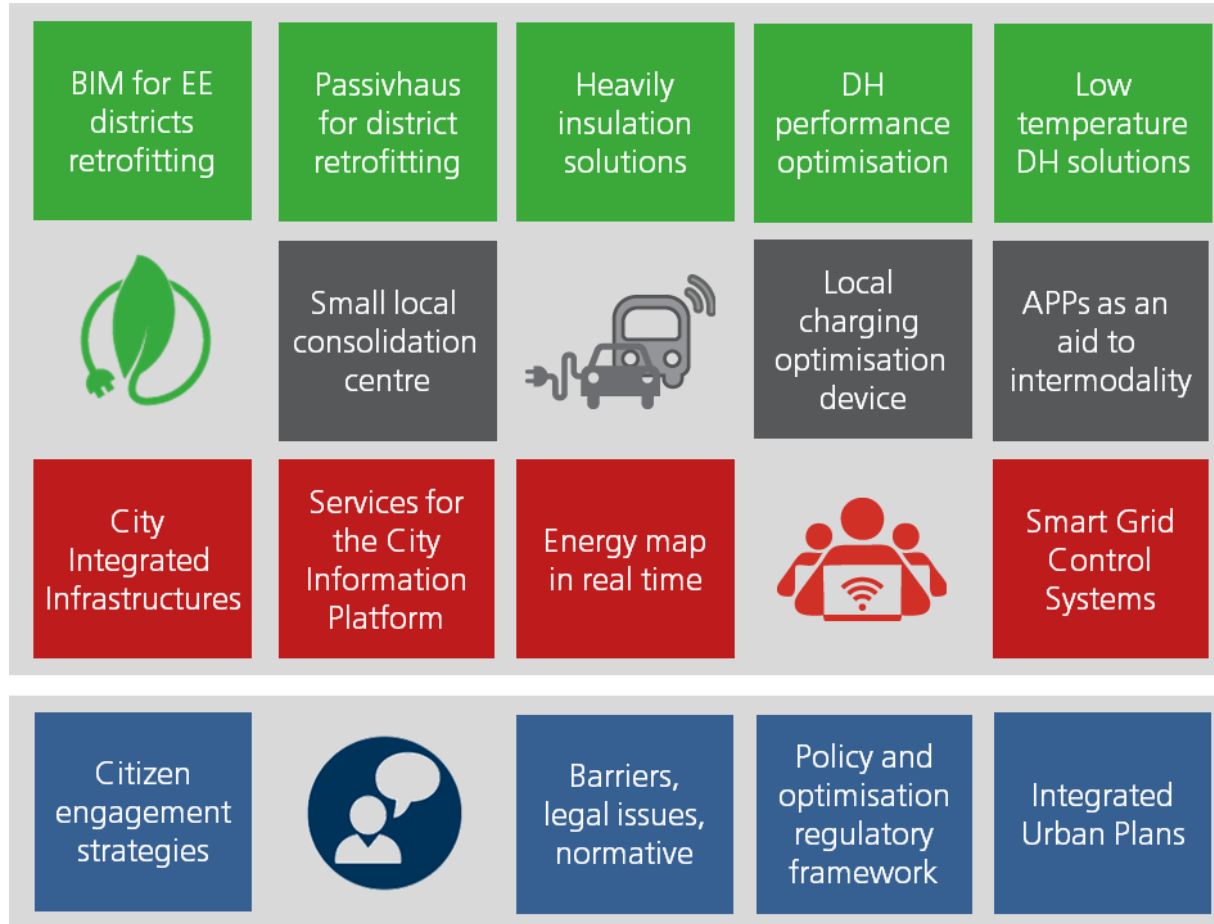 BIM for EE
districts
retrofitting
Passivhaus
for district
retrofitting
Heavily
insulation
solutions
DH
performance
optimisation
Low
temperature
DH solutions
Small local
consolidation
centre
Local
charging
optimisation
device
APPs as an
aid to
intermodality
City
Integrated
Infrastructures
Services for
the City
Information
Platform
Energy map
in real time
Smart Grid
Control
Systems
Citizen
engagement
strategies
Barriers,
legal issues,
normative
Policy and
optimisation
regulatory
framework
Integrated
Urban Plans